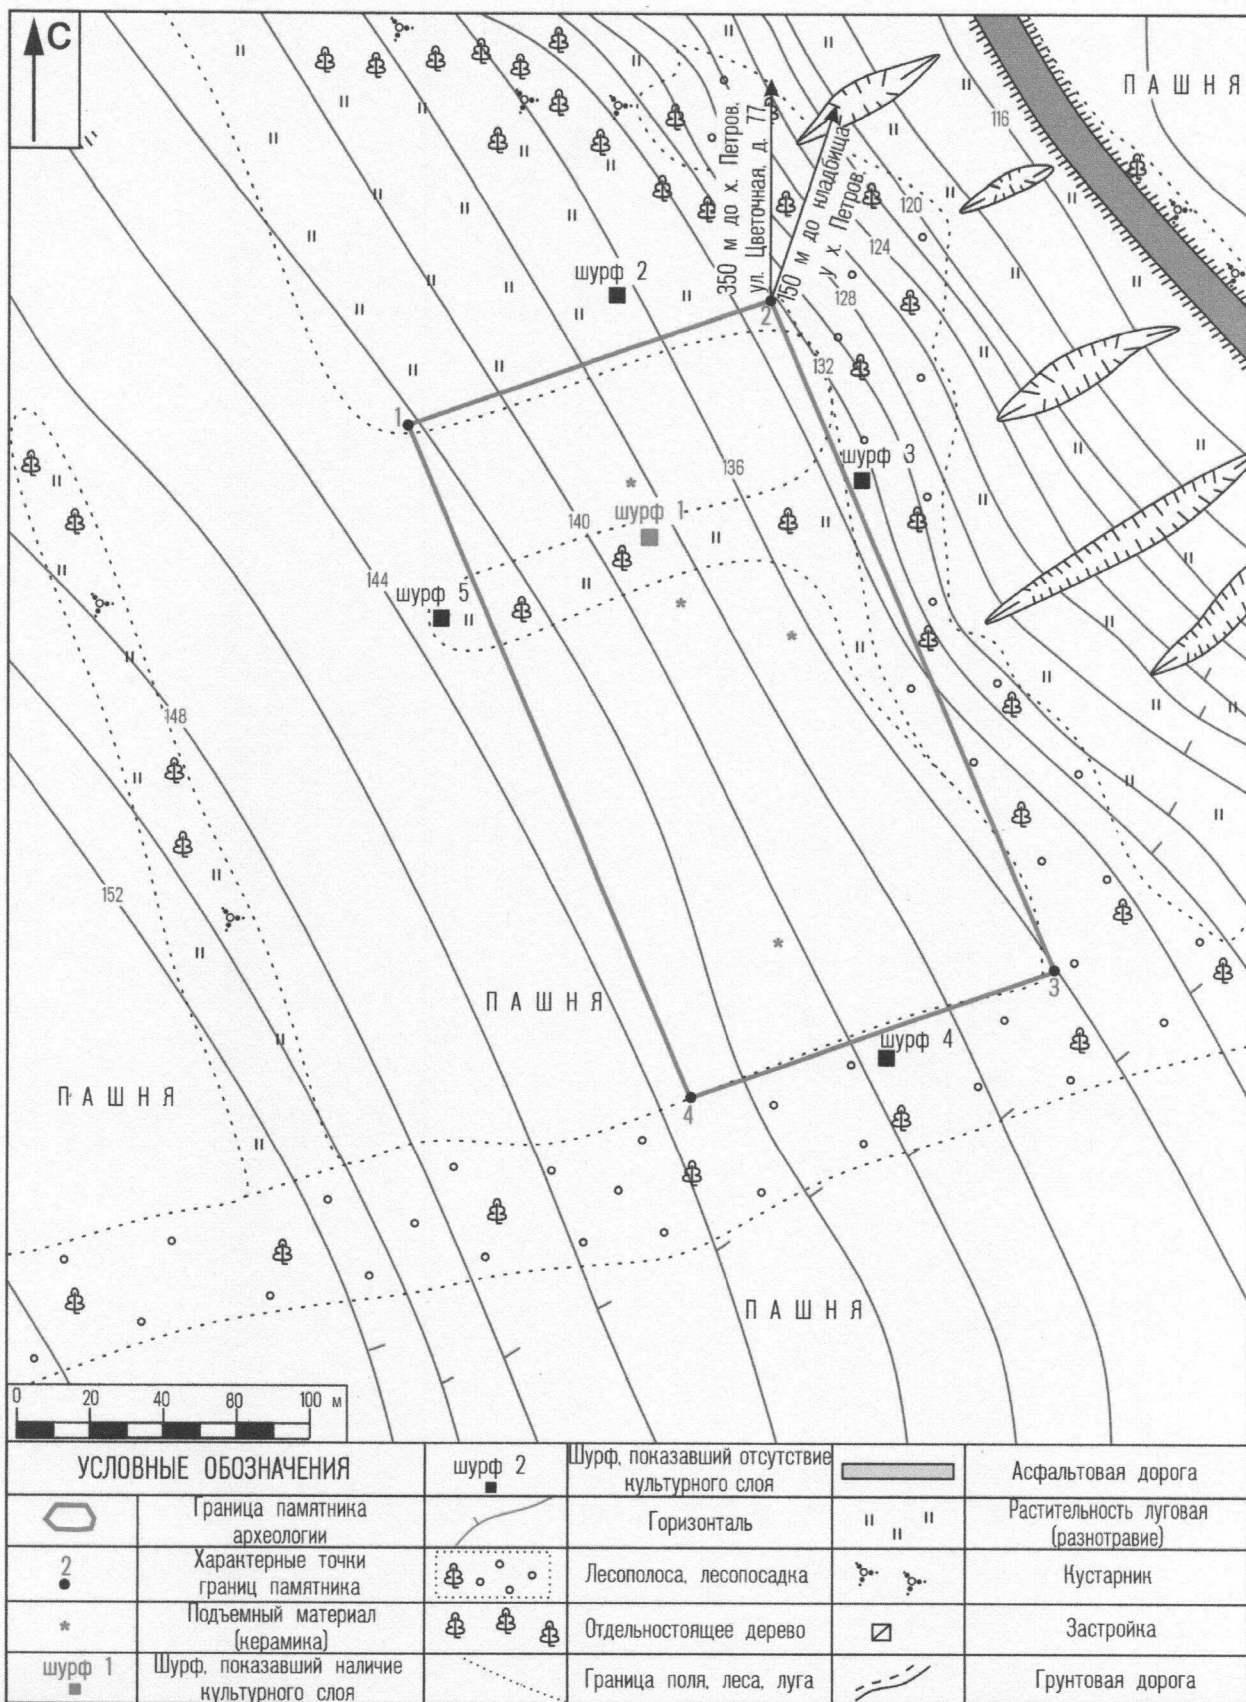 С
ПАШНЯ
116
350 м до х. Петров,
ул. Цветочная, д. 77
150 м до кладбища
у х. Петров
120
124
128
132
шурф 2
2
1
136
шурф 3
шурф 1
140
144
шурф 5
148
152
ПАШНЯ
3
шурф 4
ПАШНЯ
4
ПАШНЯ
0 20 40 80 100 м
УСЛОВНЫЕ ОБОЗНАЧЕНИЯ
Граница памятника
археологии
2
Характерные точки
границ памятника
Подъемный материал
(керамика)
шурф 1
Шурф, показавший наличие
культурного слоя
шурф 2
Шурф, показавший отсутствие
культурного слоя
Горизонталь
Лесополоса, лесопосадка
Отдельностоящее дерево
Граница поля, леса, луга
Асфальтовая дорога
Растительность луговая
(разнотравие)
Кустарник
Застройка
Грунтовая дорога